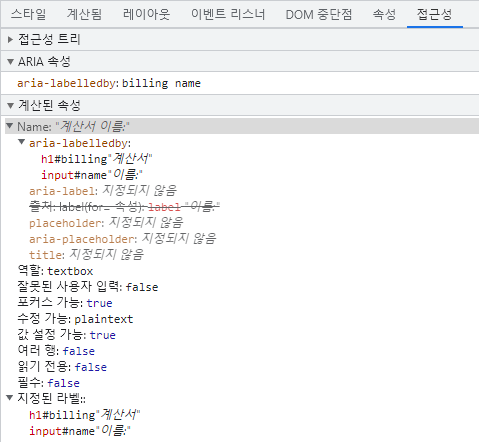 스타일 계산됨 레이아웃 이벤트 리스너 DOM 중단점 속성 접근성
접근성 트리
ARIA 속성
aria-labelledby: billing name
계산된 속성
Name: "계산서 이름:"
aria-labelledby:
h1#billing"계산서"
input#name"이름:"
aria-label: 지정되지 않음
출처: label(for= 속성): label "이름:"
placeholder: 지정되지 않음
aria-placeholder: 지정되지 않음
title: 지정되지 않음
역할: textbox
잘못된 사용자 입력: false
포커스 가능: true
수정 가능: plaintext
값 설정 가능: true
여러 행: false
읽기 전용: false
필수: false
지정된 라벨::
h1#billing"계산서"
input#name"이름:"